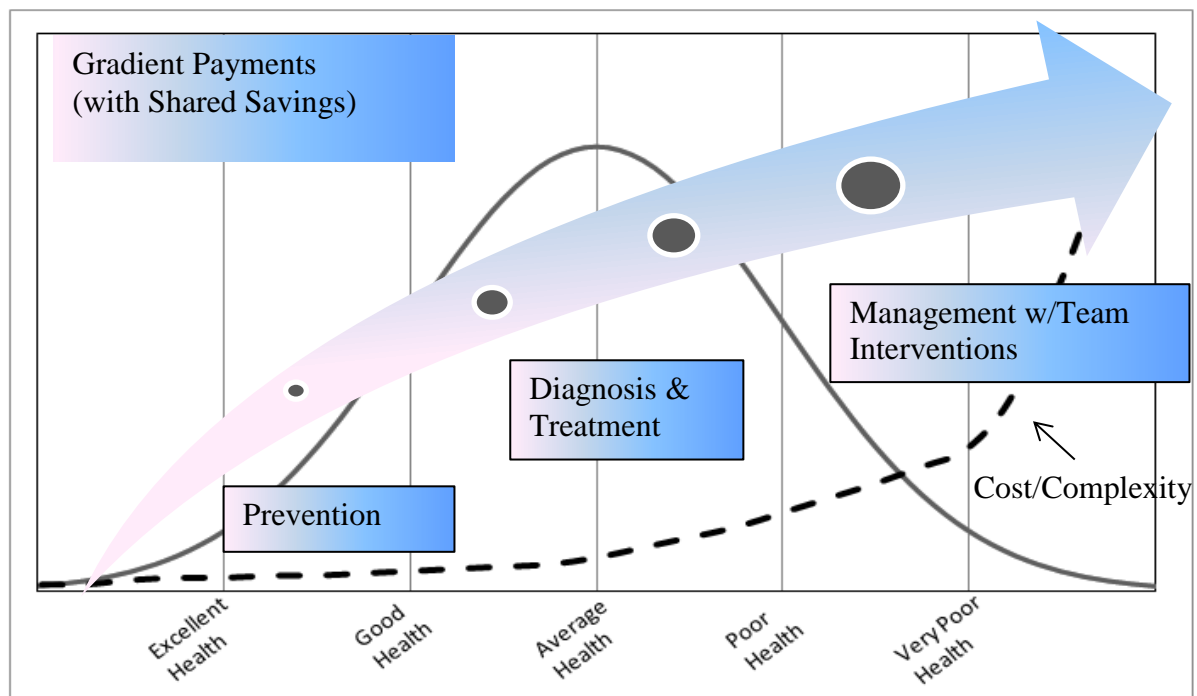 Gradient Payments
(with Shared Savings)
Management w/Team
Interventions
Diagnosis &
Treatment
Cost/Complexity
Prevention
Excellent
Health
Good
Health
Average
Health
Poor
Health
Very Poor
Health